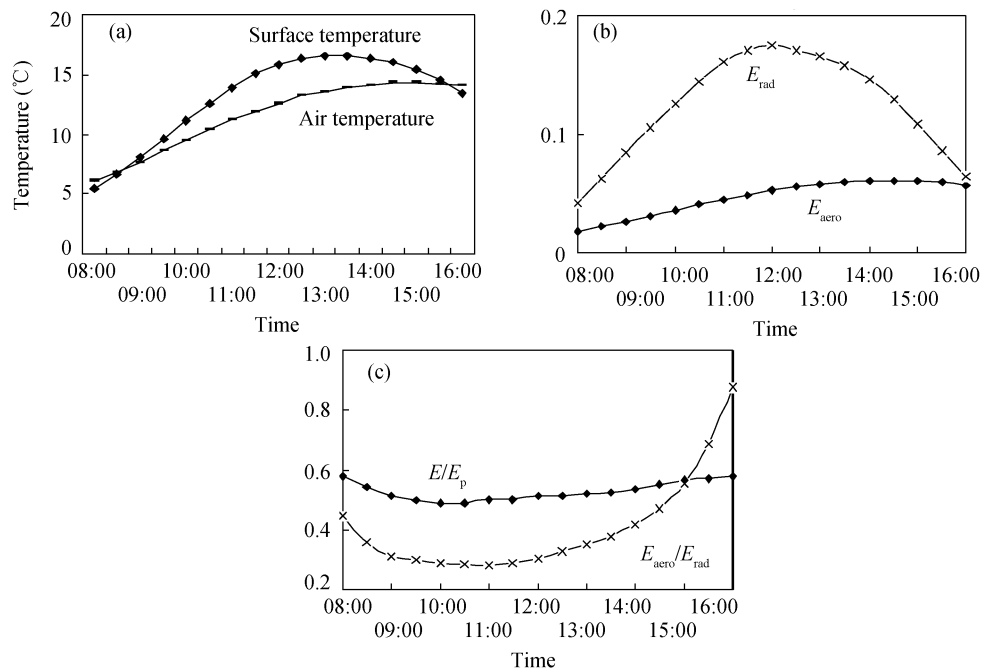 (a)
20
15
10
5
0
Temperature (℃)
Surface temperature
Air temperature
08:00 10:00 12:00 14:00 16:00
09:00 11:00 13:00 15:00
Time
(b)
0.2
0.1
0
E_rad
E_aero
08:00 10:00 12:00 14:00 16:00
09:00 11:00 13:00 15:00
Time
(c)
1.0
0.8
0.6
0.4
0.2
E/E_p
E_aero/E_rad
08:00 10:00 12:00 14:00 16:00
09:00 11:00 13:00 15:00
Time